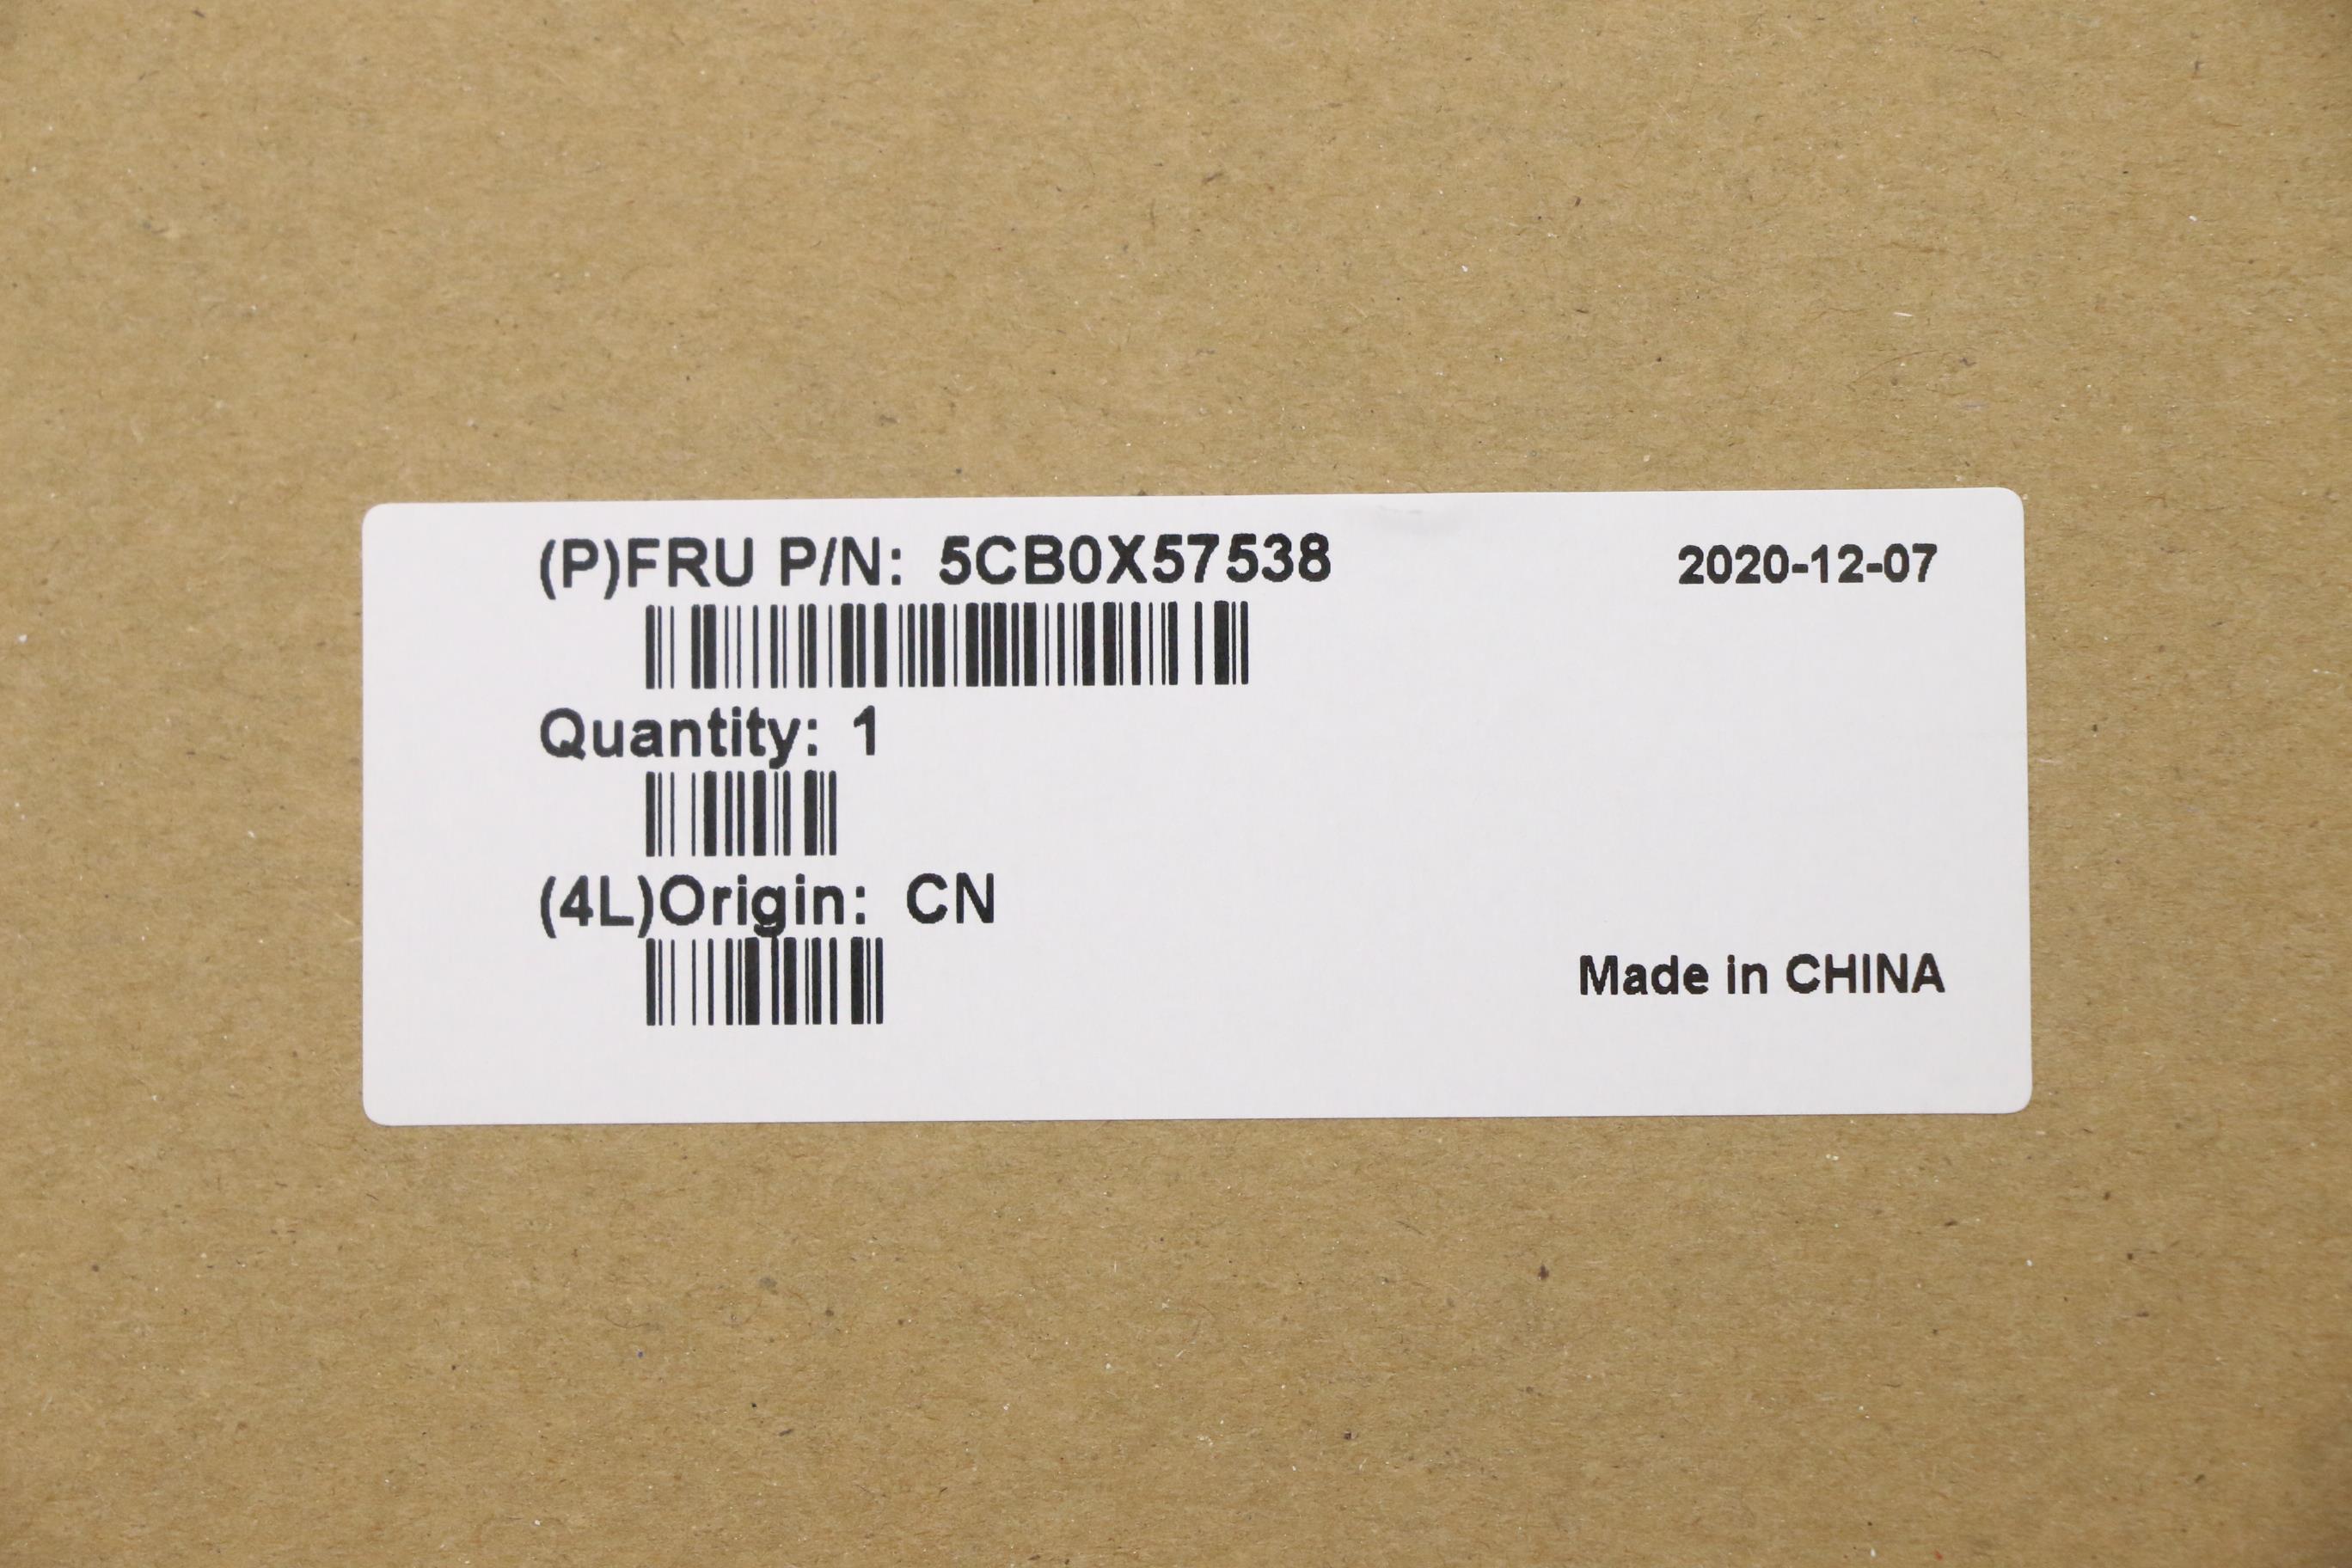 (P)FRU P/N: 5CB0X57538
2020-12-07
Quantity: 1
(4L)Origin: CN
Made in CHINA